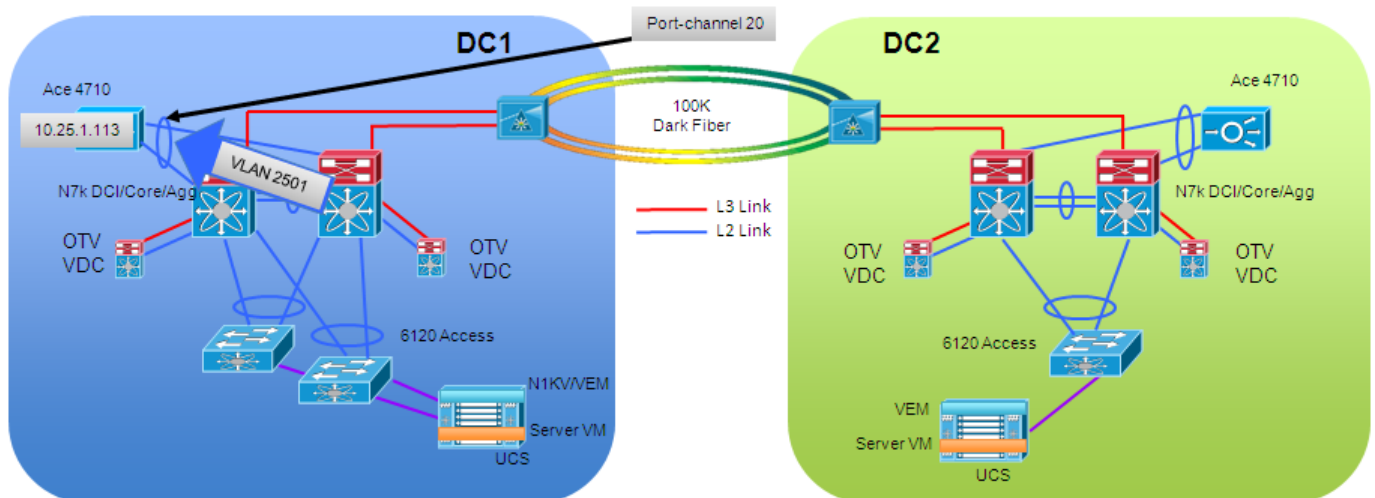 Port-channel 20
DC1
DC2
Ace 4710
10.25.1.113
VLAN 2501
N7k DCI/Core/Agg
OTV
VDC
OTV
VDC
6120 Access
N1KV/VEM
Server VM
UCS
100K
Dark Fiber
L3 Link
L2 Link
Ace 4710
N7k DCI/Core/Agg
OTV
VDC
OTV
VDC
6120 Access
VEM
Server VM
UCS